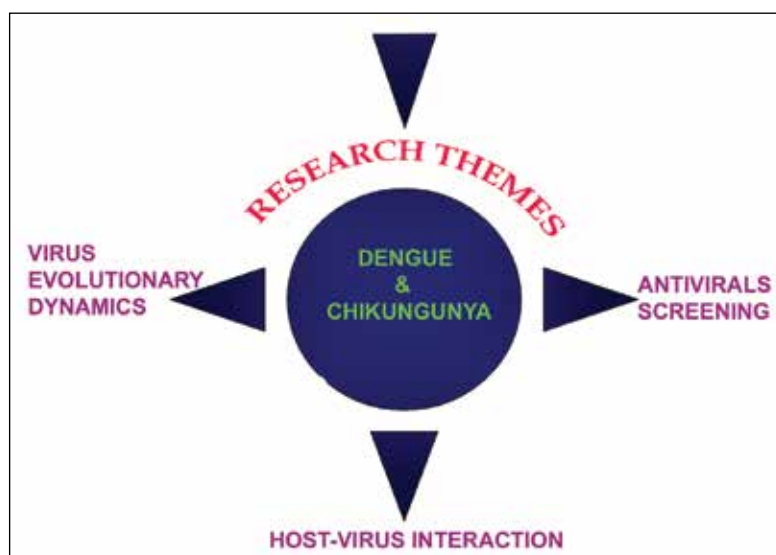 RESEARCH THEMES
VIRUS
EVOLUTIONARY
DYNAMICS
DENGUE
&
CHIKUNGUNYA
ANTIVIRALS
SCREENING
HOST-VIRUS INTERACTION